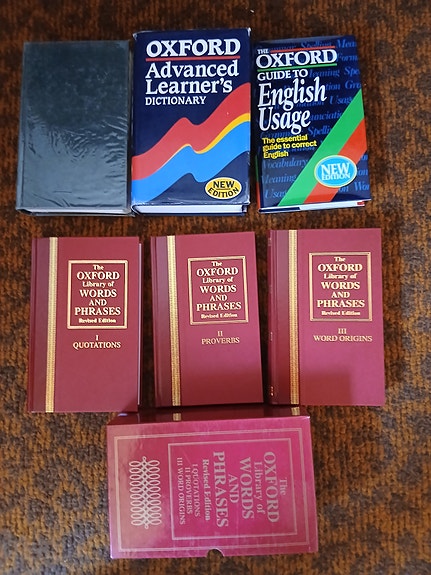 OXFORD
Advanced
Learner's
DICTIONARY
NEW
EDITION
THE
OXFORD
GUIDE TO
English
Usage
The essential
guide to correct
English
NEW
EDITION
The
OXFORD
Library of
WORDS
AND
PHRASES
Revised Edition
I
QUOTATIONS
The
OXFORD
Library of
WORDS
AND
PHRASES
Revised Edition
II
PROVERBS
The
OXFORD
Library of
WORDS
AND
PHRASES
Revised Edition
III
WORD ORIGINS
The
OXFORD
Library of
WORDS
AND
PHRASES
Revised Edition
I QUOTATIONS
II PROVERBS
III WORD ORIGINS